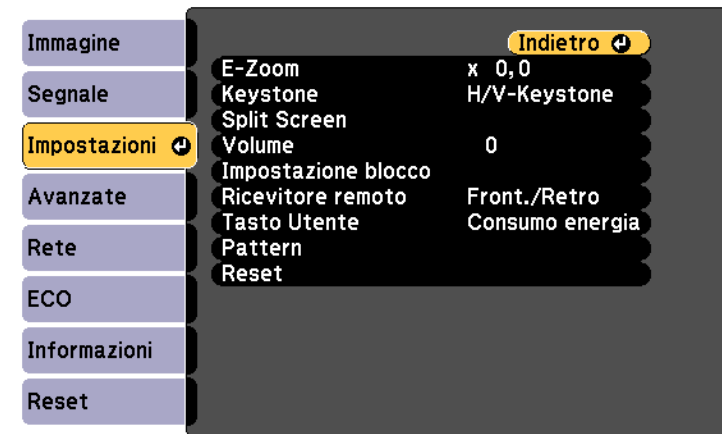 Immagine
Segnale
Impostazioni
Avanzate
Rete
ECO
Informazioni
Reset
Indietro
E-Zoom x 0,0
Keystone H/V-Keystone
Split Screen
Volume 0
Impostazione blocco
Ricevitore remoto Front./Retro
Tasto Utente Consumo energia
Pattern
Reset